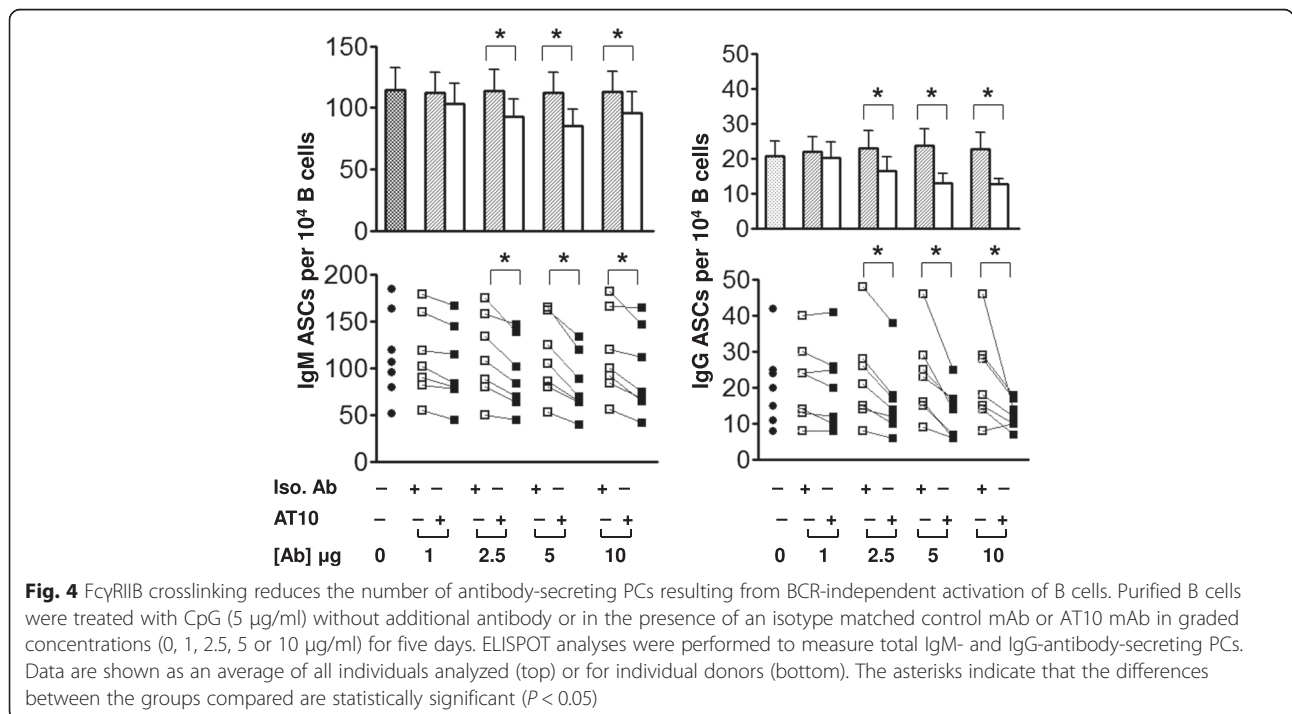 150
100
50
0
IgM ASCs per 10⁴ B cells
* * *
200
150
100
50
0
* * *
50
40
30
20
10
0
IgG ASCs per 10⁴ B cells
* * *
50
40
30
20
10
0
* * *
Iso. Ab – + – + – + – + – – + – + – + – + –
AT10 – – + – + – + – + – – + – + – + – +
[Ab] µg 0 1 2.5 5 10 0 1 2.5 5 10
Fig. 4 FcγRIIB crosslinking reduces the number of antibody-secreting PCs resulting from BCR-independent activation of B cells. Purified B cells
were treated with CpG (5 µg/ml) without additional antibody or in the presence of an isotype matched control mAb or AT10 mAb in graded
concentrations (0, 1, 2.5, 5 or 10 µg/ml) for five days. ELISPOT analyses were performed to measure total IgM- and IgG-antibody-secreting PCs.
Data are shown as an average of all individuals analyzed (top) or for individual donors (bottom). The asterisks indicate that the differences
between the groups compared are statistically significant (P < 0.05)